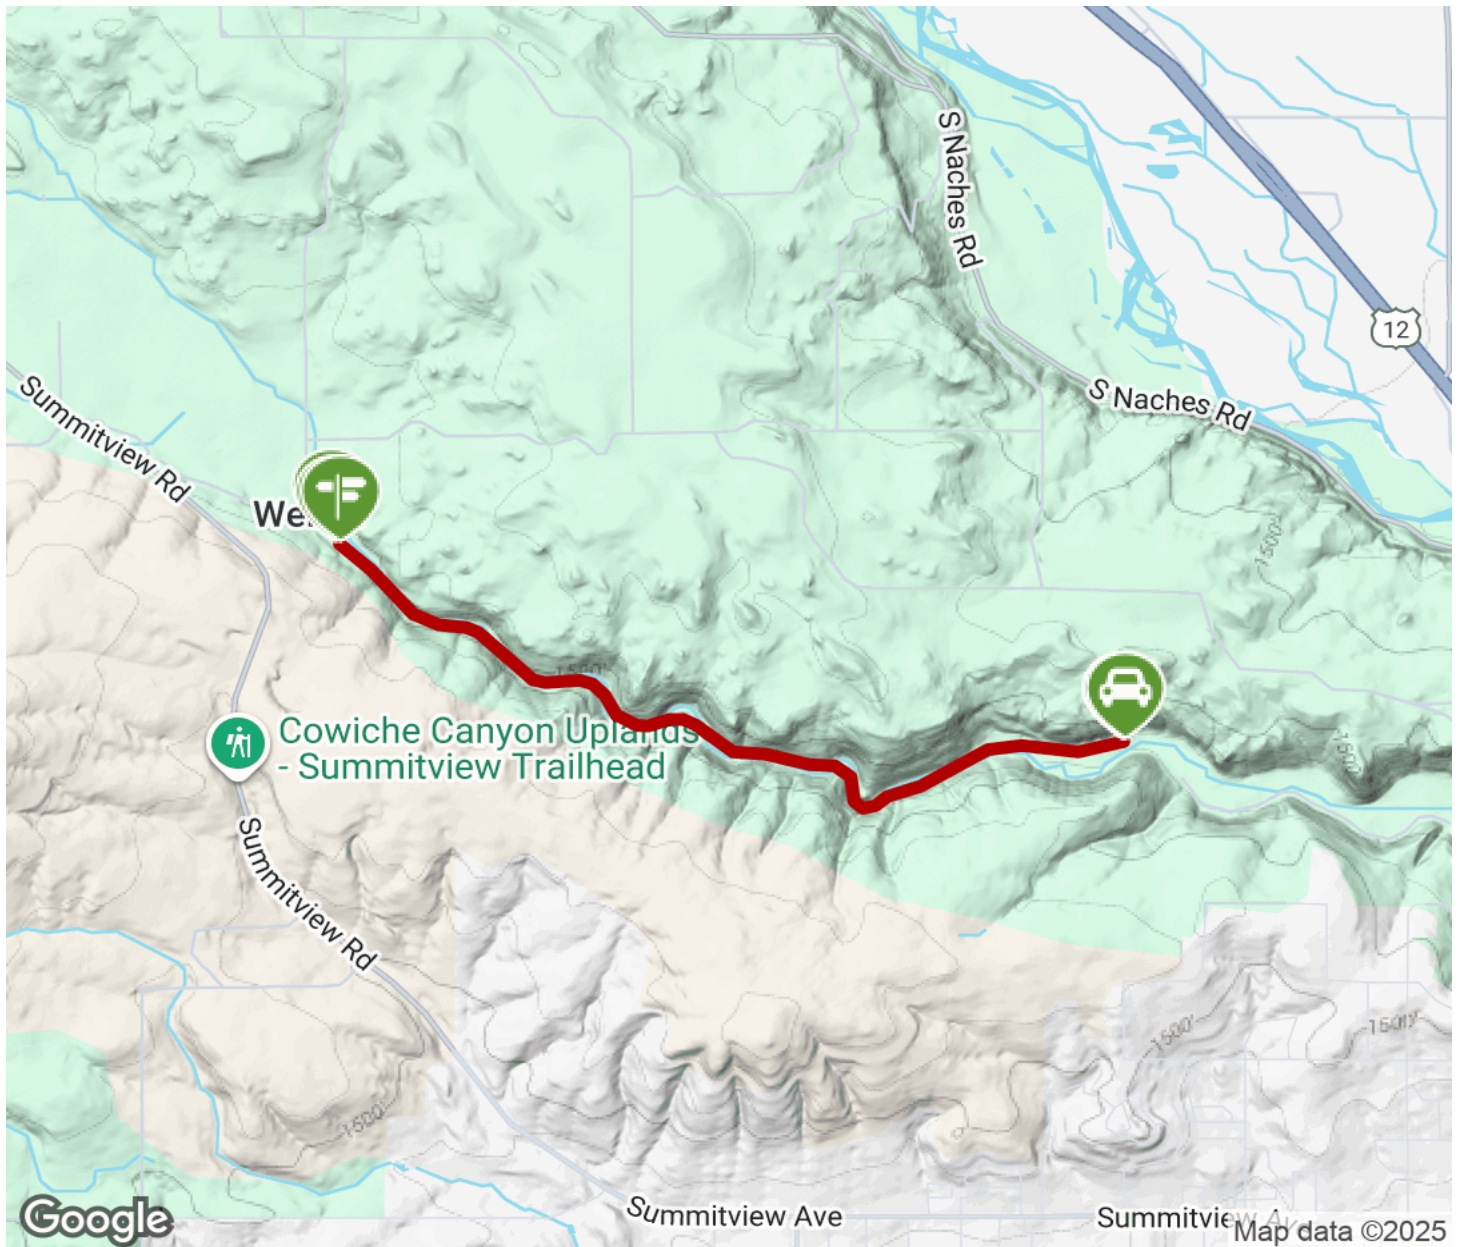 S Naches Rd
12
S Naches Rd
Summitview Rd
1500'
We
1500'
Cowiche Canyon Uplands
- Summitview Trailhead
1500'
Summitview Rd
1500'
1500'
1500'
Summitview Ave
Summitview
Google
Map data ©2025